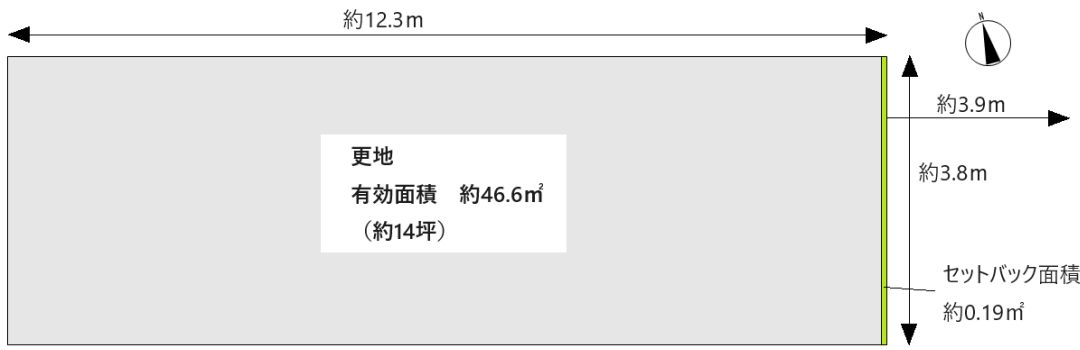 約12.3m
N
約3.9m
約3.8m
更地
有効面積　約46.6㎡
（約14坪）
セットバック面積
約0.19㎡